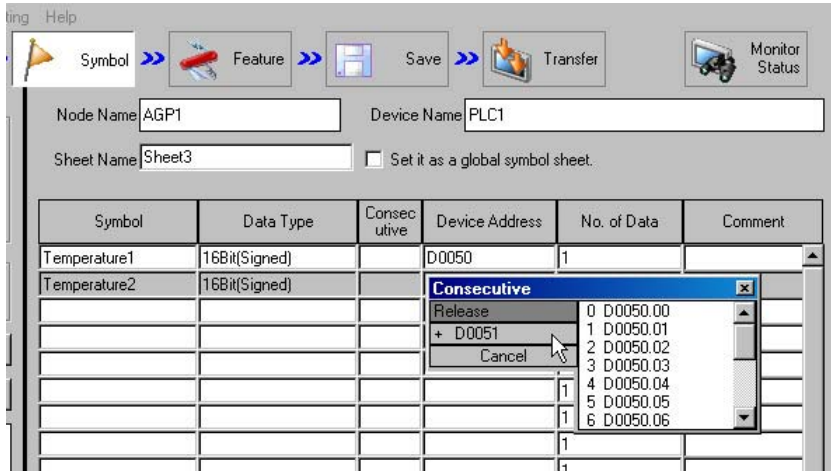 Help
Symbol >> Feature >> Save >> Transfer Monitor Status
Node Name AGP1 Device Name PLC1
Sheet Name Sheet3 Set it as a global symbol sheet.
Symbol Data Type Consecutive Device Address No. of Data Comment
Temperature1 16Bit(Signed) D0050 1
Temperature2 16Bit(Signed)
Consecutive
Release
+ D0051
Cancel
0 D0050.00
1 D0050.01
2 D0050.02
3 D0050.03
4 D0050.04
5 D0050.05
6 D0050.06
1
1
1
1